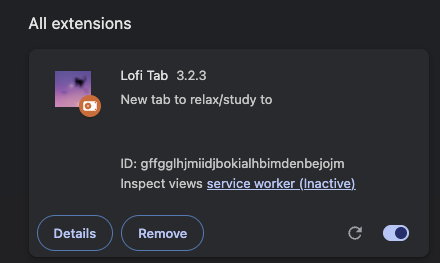 All extensions
Lofi Tab 3.2.3
New tab to relax/study to
ID: gffgglhjmiidjbokialhbimdenbejojm
Inspect views service worker (Inactive)
Details Remove